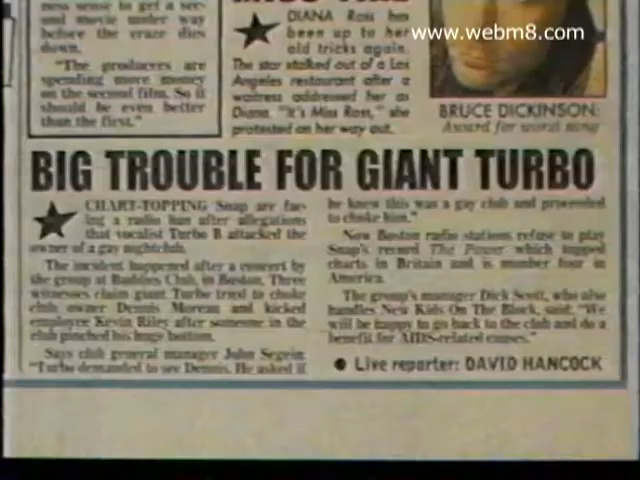 www.webm8.com
ness sense to get a sec-
ond movie under way
before the craze dies
down.
"The producers are
spending more money
on the second film. So it
should be even better
than the first."
DIANA Ross has
been up to her
old tricks again.
The star stalked out of a Los
Angeles restaurant after a
waitress addressed her as
Diana. "It's Miss Ross," she
protested on her way out.
BRUCE DICKINSON:
Award for worst song
BIG TROUBLE FOR GIANT TURBO
CHART-TOPPING Snap are fac-
ing a radio ban after allegations
that vocalist Turbo B attacked the
owner of a gay nightclub.
The incident happened after a concert by
the group at Buddies Club, in Boston. Three
witnesses claim giant Turbo tried to choke
club owner Dennis Moreau and kicked
employee Kevin Riley after someone in the
club pinched his huge bottom.
Says club general manager John Segein:
"Turbo demanded to see Dennis. He asked if
he knew this was a gay club and proceeded
to choke him."
Now Boston radio stations refuse to play
Snap's record The Power which topped
charts in Britain and is number four in
America.
The group's manager Dick Scott, who also
handles New Kids On The Block, said: "We
will be happy to go back to the club and do a
benefit for AIDS-related causes."
● Live reporter: DAVID HANCOCK